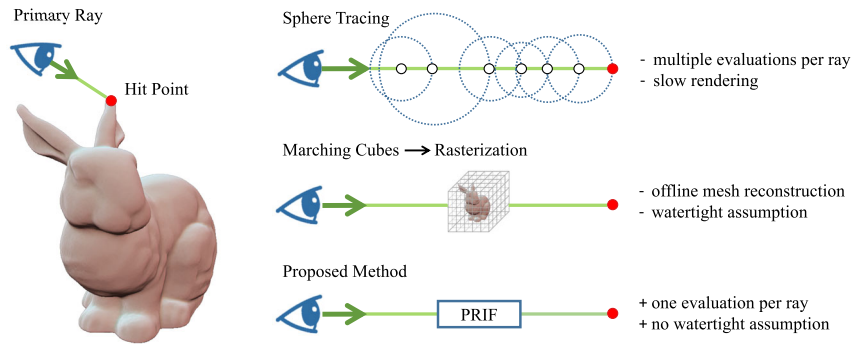 Primary Ray
Hit Point
Sphere Tracing
- multiple evaluations per ray
- slow rendering
Marching Cubes → Rasterization
- offline mesh reconstruction
- watertight assumption
Proposed Method
PRIF
+ one evaluation per ray
+ no watertight assumption